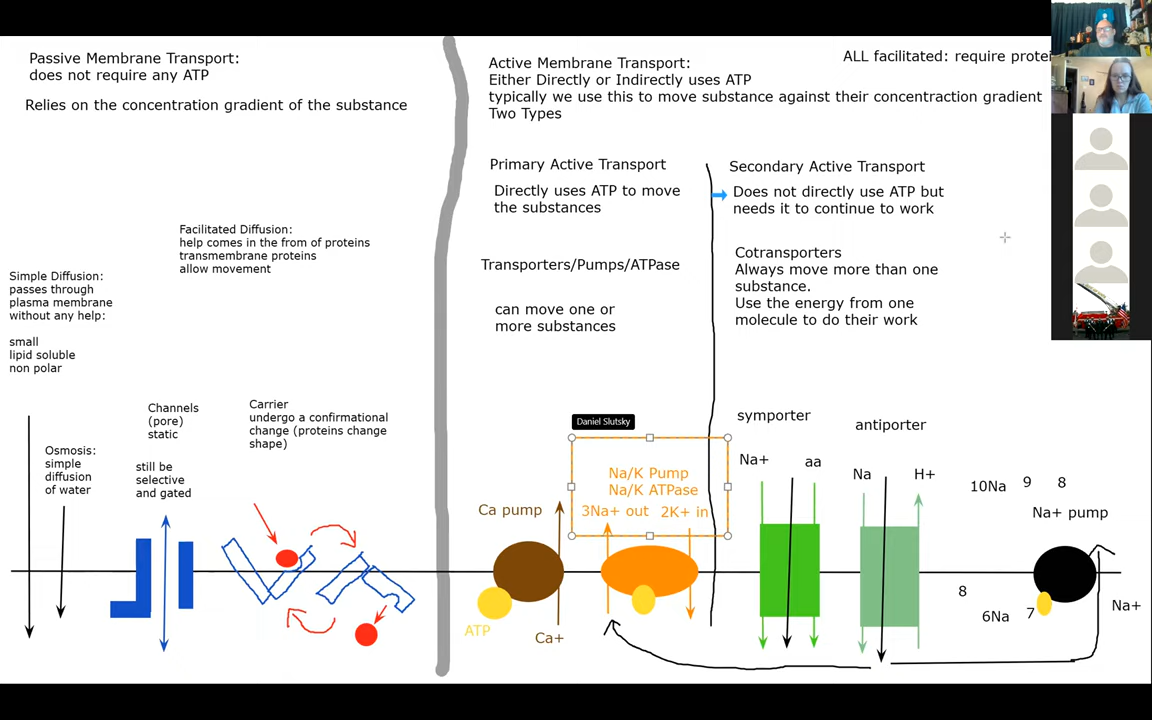 Passive Membrane Transport:
does not require any ATP
Relies on the concentration gradient of the substance
Simple Diffusion:
passes through
plasma membrane
without any help:
small
lipid soluble
non polar
Osmosis:
simple
diffusion
of water
Facilitated Diffusion:
help comes in the from of proteins
transmembrane proteins
allow movement
Channels
(pore)
static
still be
selective
and gated
Carrier
undergo a confirmational
change (proteins change
shape)
Active Membrane Transport:
Either Directly or Indirectly uses ATP
typically we use this to move substance against their concentraction gradient
Two Types
ALL facilitated: require protei
Primary Active Transport
Directly uses ATP to move
the substances
Transporters/Pumps/ATPase
can move one or
more substances
Ca pump
ATP
Ca+
Daniel Slutsky
Na/K Pump
Na/K ATPase
3Na+ out 2K+ in
Secondary Active Transport
Does not directly use ATP but
needs it to continue to work
Cotransporters
Always move more than one
substance.
Use the energy from one
molecule to do their work
symporter
Na+ aa
antiporter
Na H+
10Na 9 8
Na+ pump
8
6Na 7
Na+